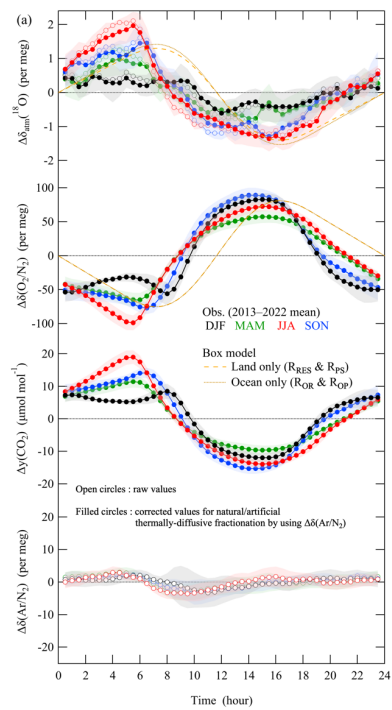 (a)
Δδatm(18O) (per meg)
2
1
0
-1
-2
Δδ(O2/N2) (per meg)
100
50
0
-50
-100
Obs. (2013–2022 mean)
DJF MAM JJA SON
Box model
Land only (RRES & RPS)
Ocean only (ROR & ROP)
Δy(CO2) (μmol mol-1)
20
10
0
-10
-20
Open circles : raw values
Filled circles : corrected values for natural/artificial
thermally-diffusive fractionation by using Δδ(Ar/N2)
Δδ(Ar/N2) (per meg)
20
10
0
-10
-20
0 2 4 6 8 10 12 14 16 18 20 22 24
Time (hour)